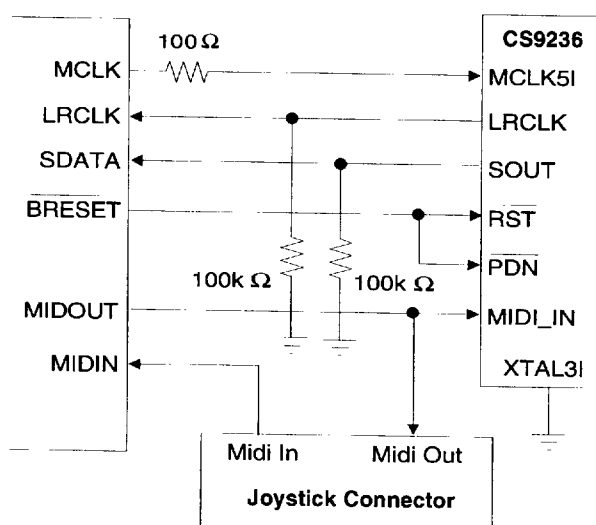 100 Ω
CS9236
MCLK
MCLK5I
LRCLK
LRCLK
SDATA
SOUT
BRESET
RST
100k Ω
100k Ω
PDN
MIDOUT
MIDI_IN
MIDIN
XTAL3I
Midi In
Midi Out
Joystick Connector